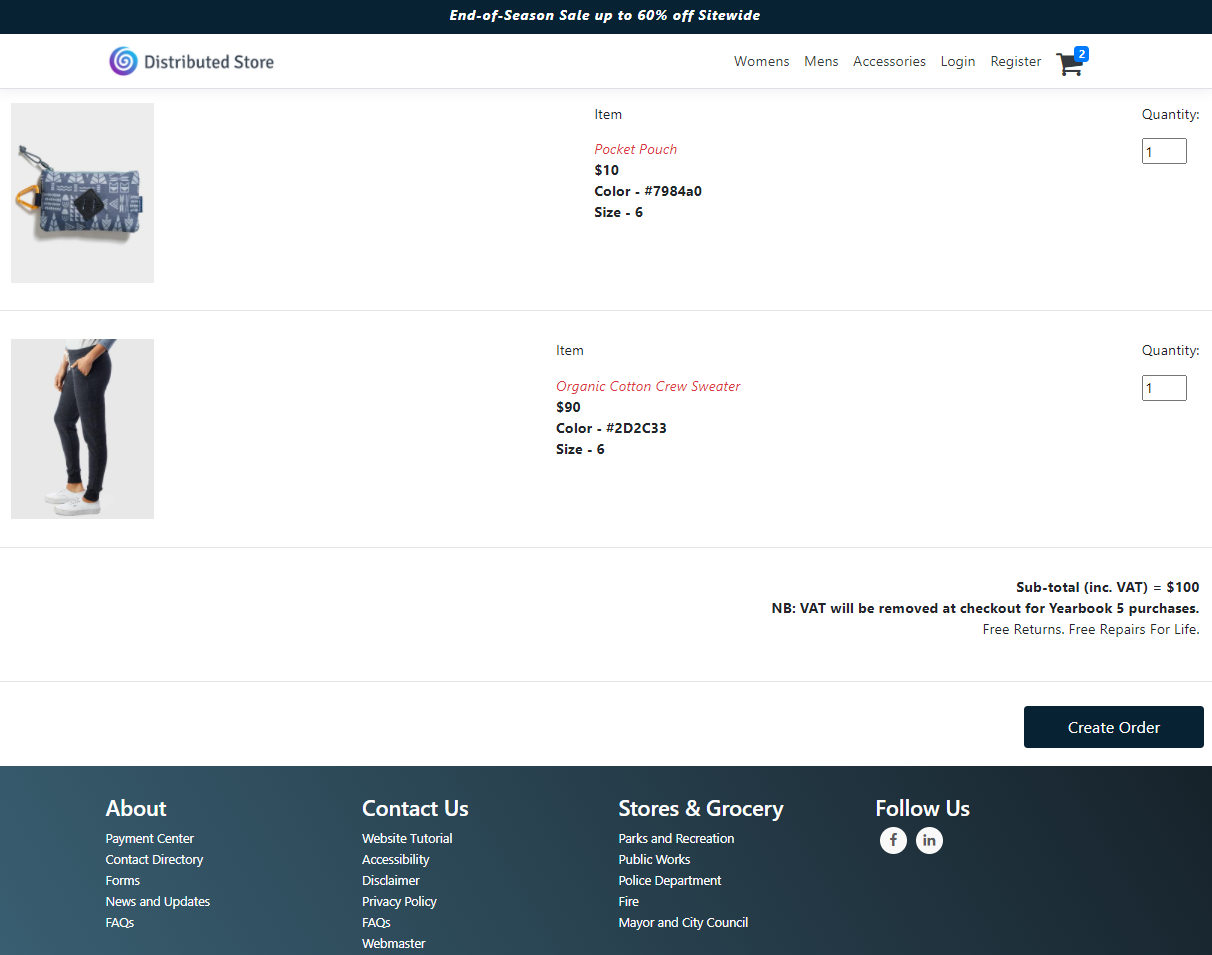 End-of-Season Sale up to 60% off Sitewide
Distributed Store
Womens Mens Accessories Login Register 2
Item Quantity:
Pocket Pouch 1
$10
Color - #7984a0
Size - 6
Item Quantity:
Organic Cotton Crew Sweater 1
$90
Color - #2D2C33
Size - 6
Sub-total (inc. VAT) = $100
NB: VAT will be removed at checkout for Yearbook 5 purchases.
Free Returns. Free Repairs For Life.
Create Order
About
Payment Center
Contact Directory
Forms
News and Updates
FAQs
Contact Us
Website Tutorial
Accessibility
Disclaimer
Privacy Policy
FAQs
Webmaster
Stores & Grocery
Parks and Recreation
Public Works
Police Department
Fire
Mayor and City Council
Follow Us
f in